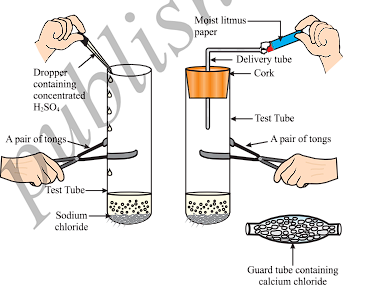 Moist litmus
paper
Delivery tube
Cork
Dropper
containing
concentrated
H₂SO₄
Test Tube
A pair of tongs
A pair of tongs
Test Tube
Sodium
chloride
Guard tube containing
calcium chloride
publish